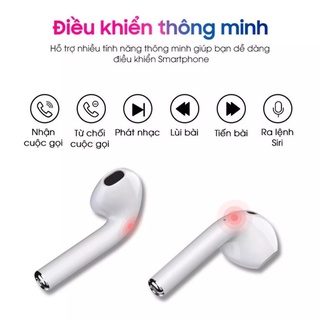 Điều khiển thông minh
Hỗ trợ nhiều tính năng thông minh giúp bạn dễ dàng
điều khiển Smartphone
Nhận
cuộc gọi
Từ chối
cuộc gọi
Phát nhạc
Lùi bài
Tiến bài
Ra lệnh
Siri